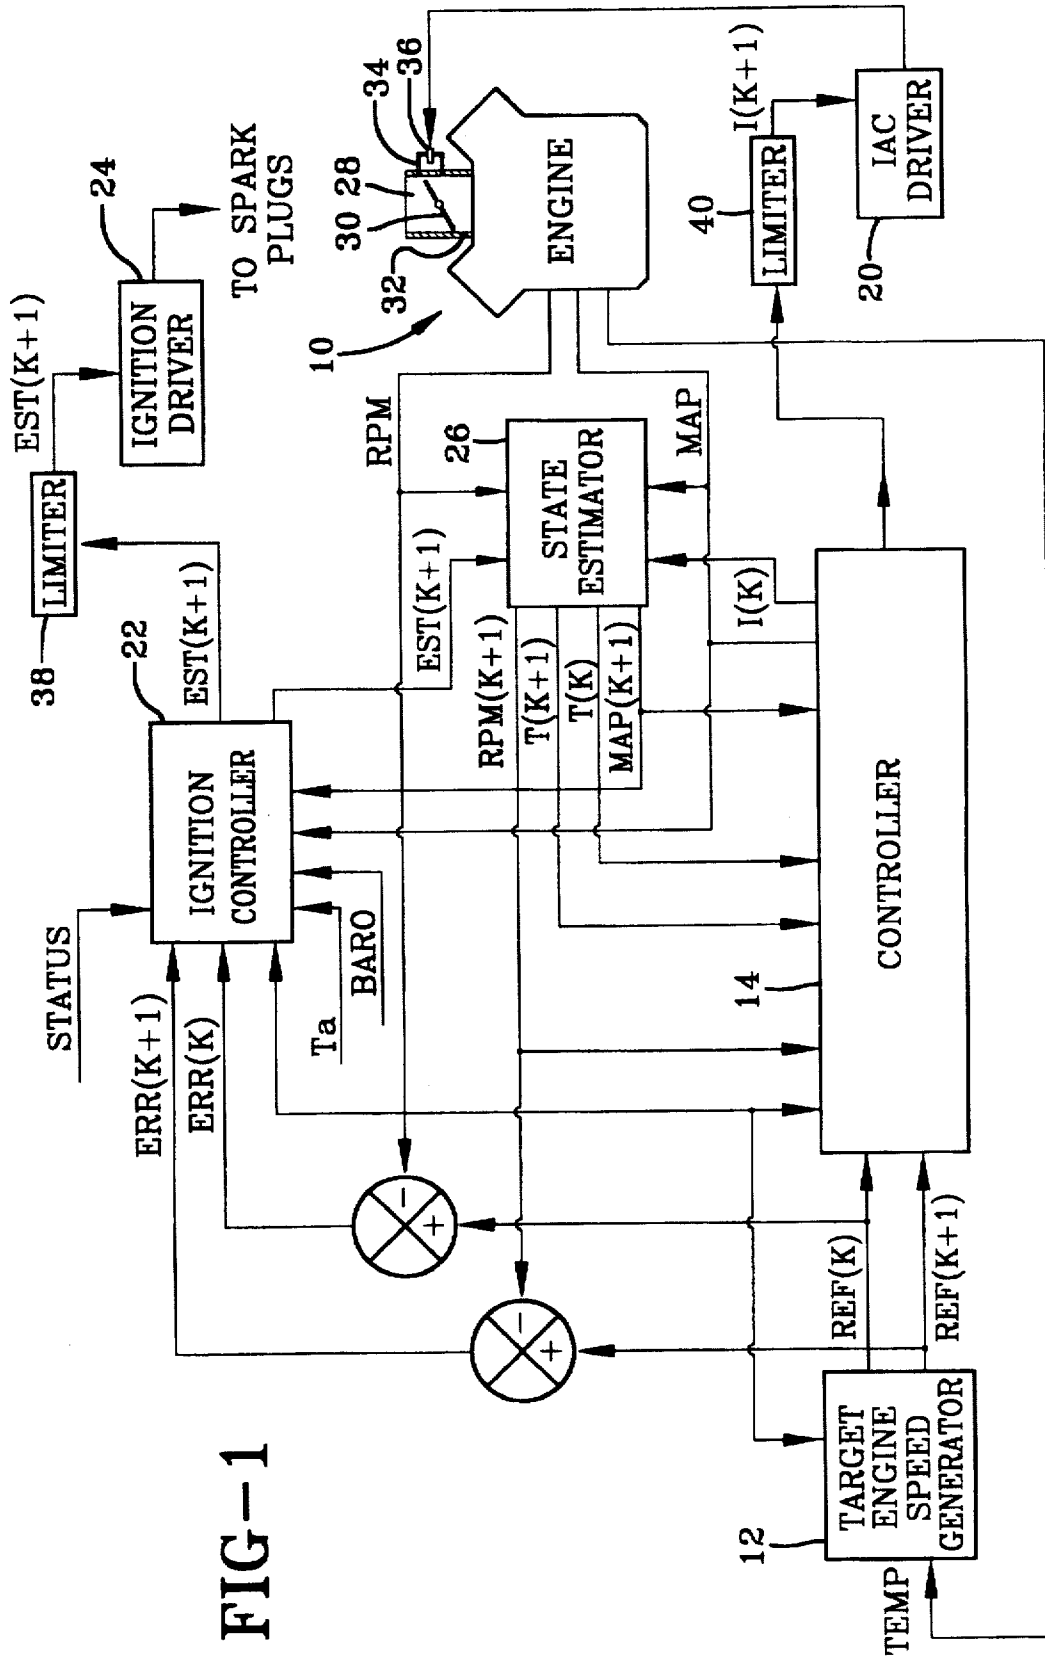 FIG-1
STATUS
ERR(K+1)
ERR(K)
Ta
BARO
IGNITION
CONTROLLER
22
EST(K+1)
38
LIMITER
EST(K+1)
IGNITION
DRIVER
24
TO SPARK
PLUGS
EST(K+1)
RPM
10
RPM(K+1)
T(K+1)
T(K)
MAP(K+1)
STATE
ESTIMATOR
26
MAP
I(K)
32
30
28
34
36
ENGINE
-
+
-
+
12
TEMP
TARGET
ENGINE
SPEED
GENERATOR
REF(K)
REF(K+1)
14
CONTROLLER
40
LIMITER
I(K+1)
20
IAC
DRIVER